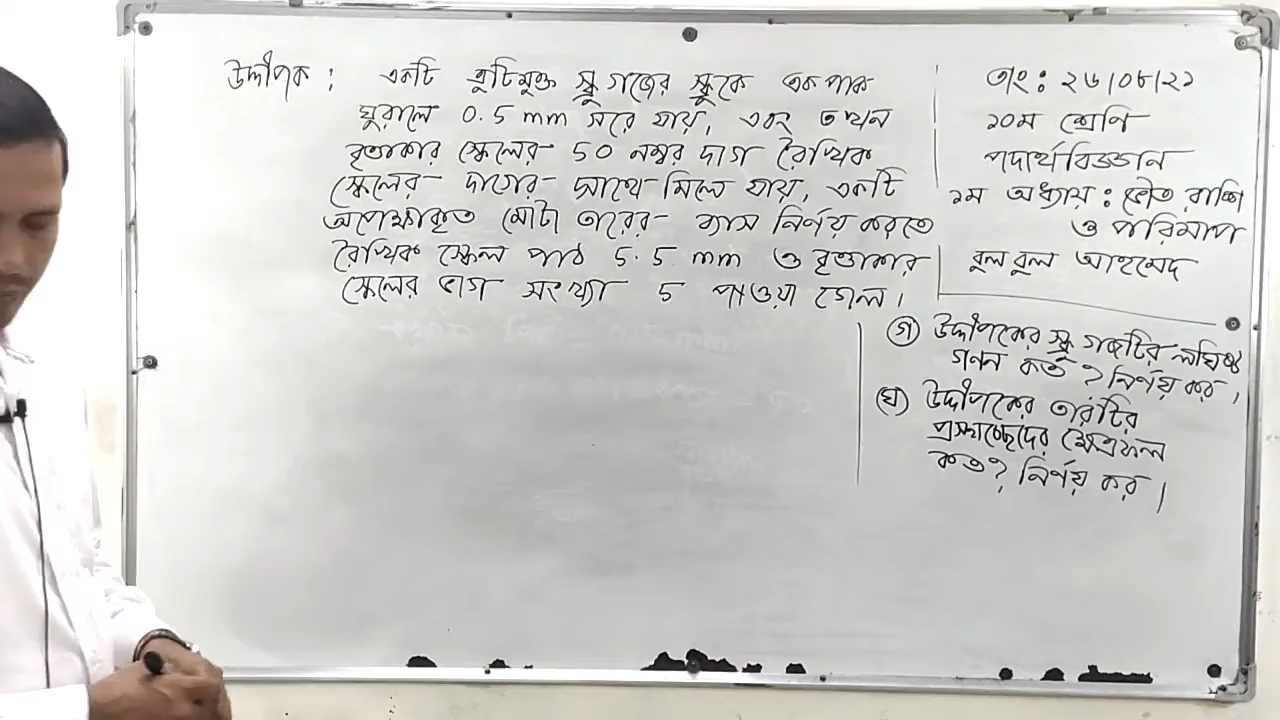 উদ্দীপক : একটি ত্রুটিমুক্ত স্ক্রু গজের স্ক্রুকে এক পাক
ঘুরালে 0.5 mm সরে যায়, এবং তখন
বৃত্তাকার স্কেলের 50 নম্বর দাগ রৈখিক
স্কেলের দাগের সাথে মিলে যায়, একটি
অপেক্ষাকৃত মোটা তারের ব্যাস নির্ণয় করতে
রৈখিক স্কেল পাঠ 5.5 mm ও বৃত্তাকার
স্কেলের ভাগ সংখ্যা 5 পাওয়া গেল।
তাং : ২৬/০৮/২১
১০ম শ্রেণি
পদার্থবিজ্ঞান
১ম অধ্যায় : ভৌত রাশি
ও পরিমাপ
বুলবুল আহমেদ
(গ) উদ্দীপকের স্ক্রু গজটির লঘিষ্ঠ
গণন কত ? নির্ণয় কর,
(ঘ) উদ্দীপকের তারটির
প্রস্থচ্ছেদের ক্ষেত্রফল
কত? নির্ণয় কর।